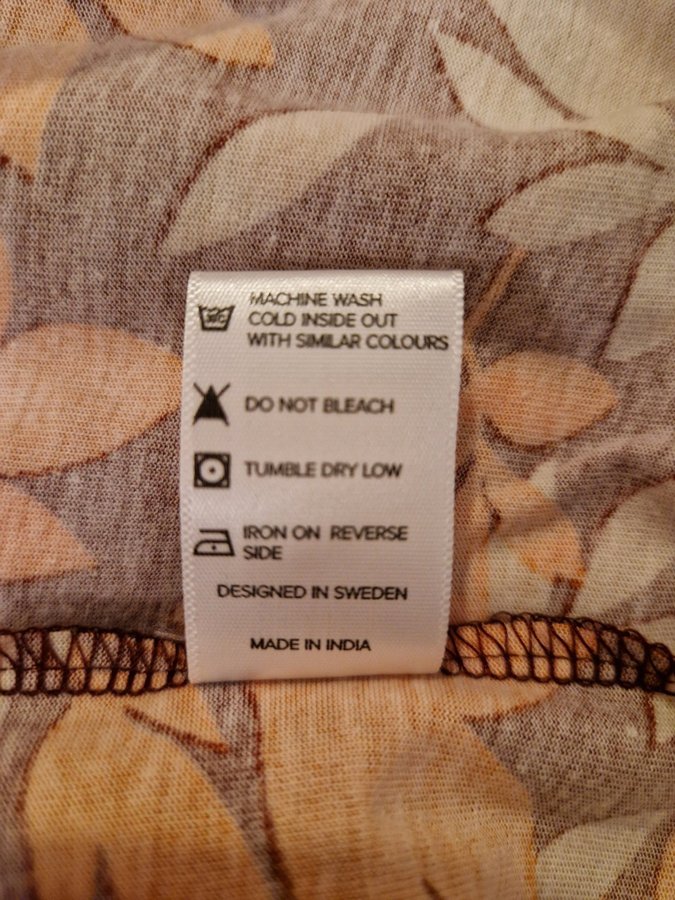 MACHINE WASH
COLD INSIDE OUT
WITH SIMILAR COLOURS
DO NOT BLEACH
TUMBLE DRY LOW
IRON ON REVERSE
SIDE
DESIGNED IN SWEDEN
MADE IN INDIA